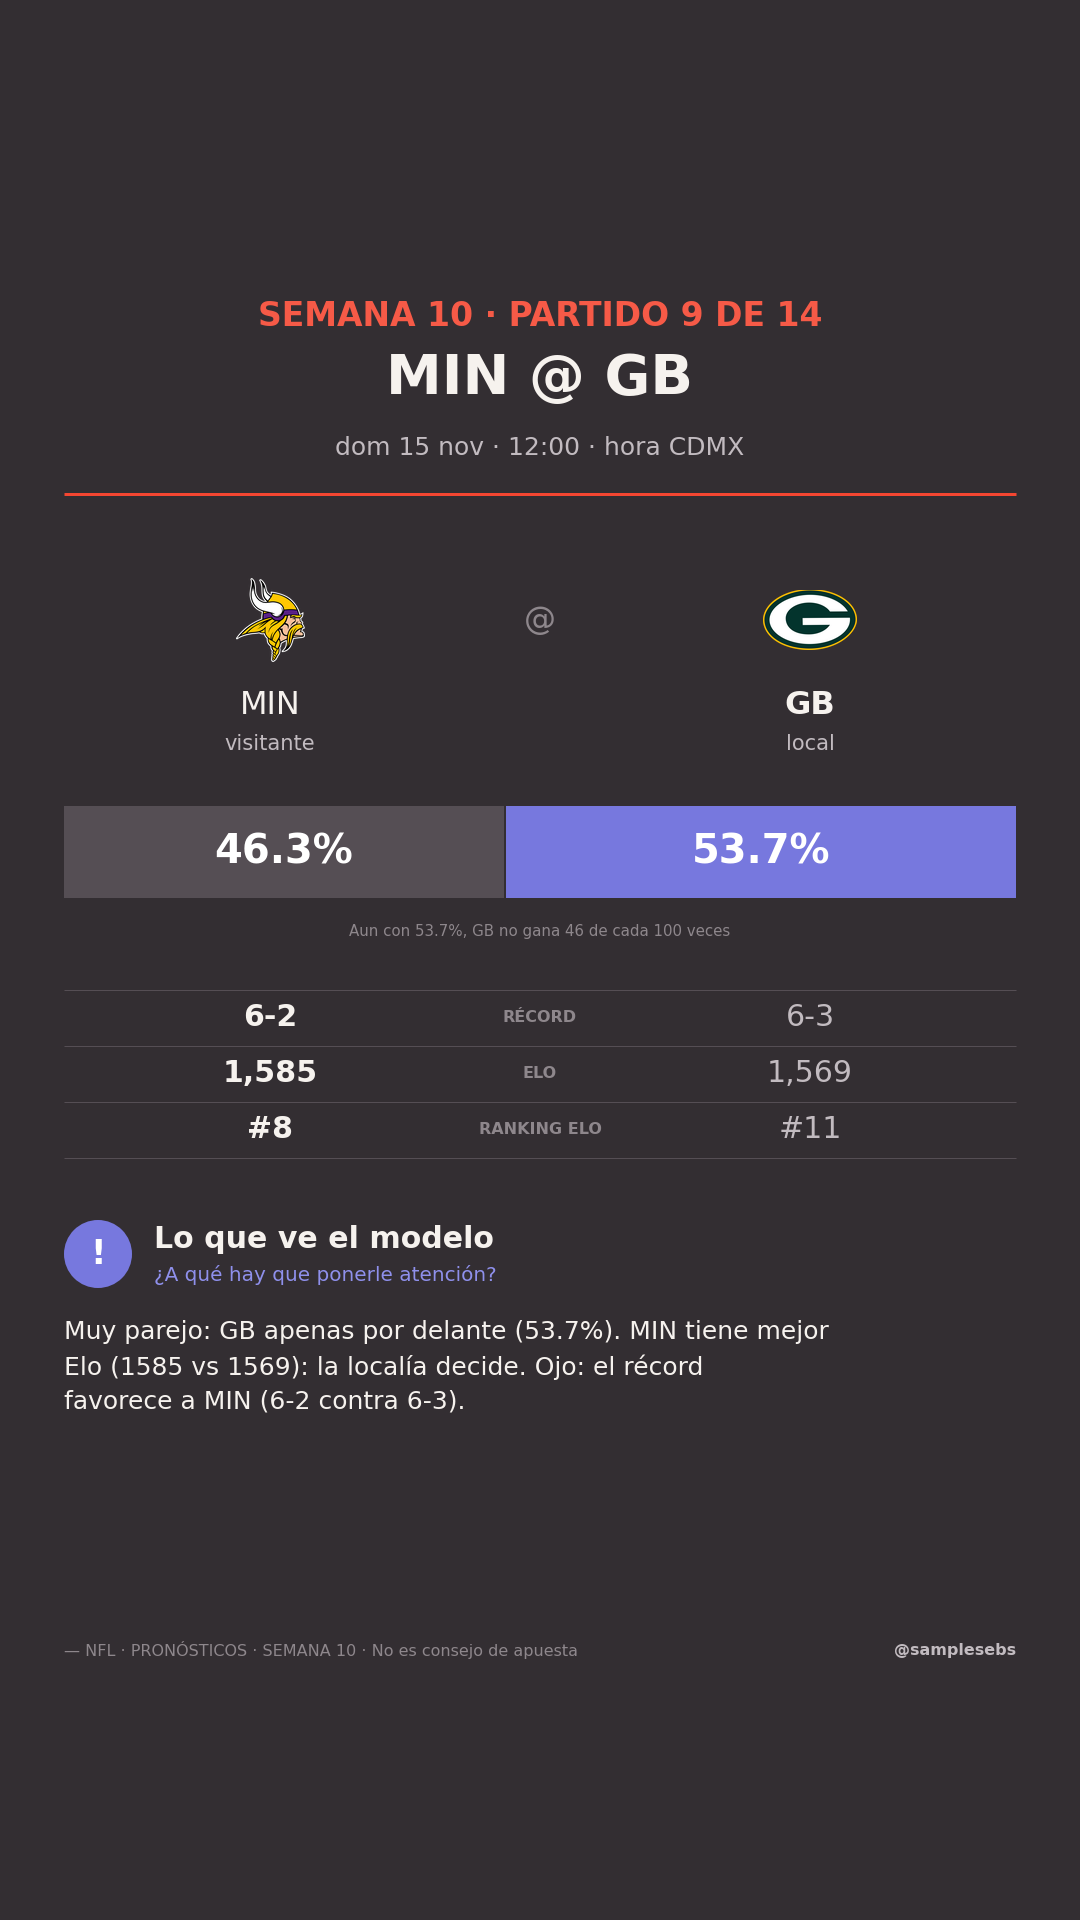 SEMANA 10 · PARTIDO 9 DE 14
MIN @ GB
dom 15 nov · 12:00 · hora CDMX
@
MIN
GB
visitante
local
46.3%
53.7%
Aun con 53.7%, GB no gana 46 de cada 100 veces
6-2 RÉCORD 6-3
1,585 ELO 1,569
#8 RANKING ELO #11
!
Lo que ve el modelo
¿A qué hay que ponerle atención?
Muy parejo: GB apenas por delante (53.7%). MIN tiene mejor
Elo (1585 vs 1569): la localía decide. Ojo: el récord
favorece a MIN (6-2 contra 6-3).
— NFL · PRONÓSTICOS · SEMANA 10 · No es consejo de apuesta
@samplesebs